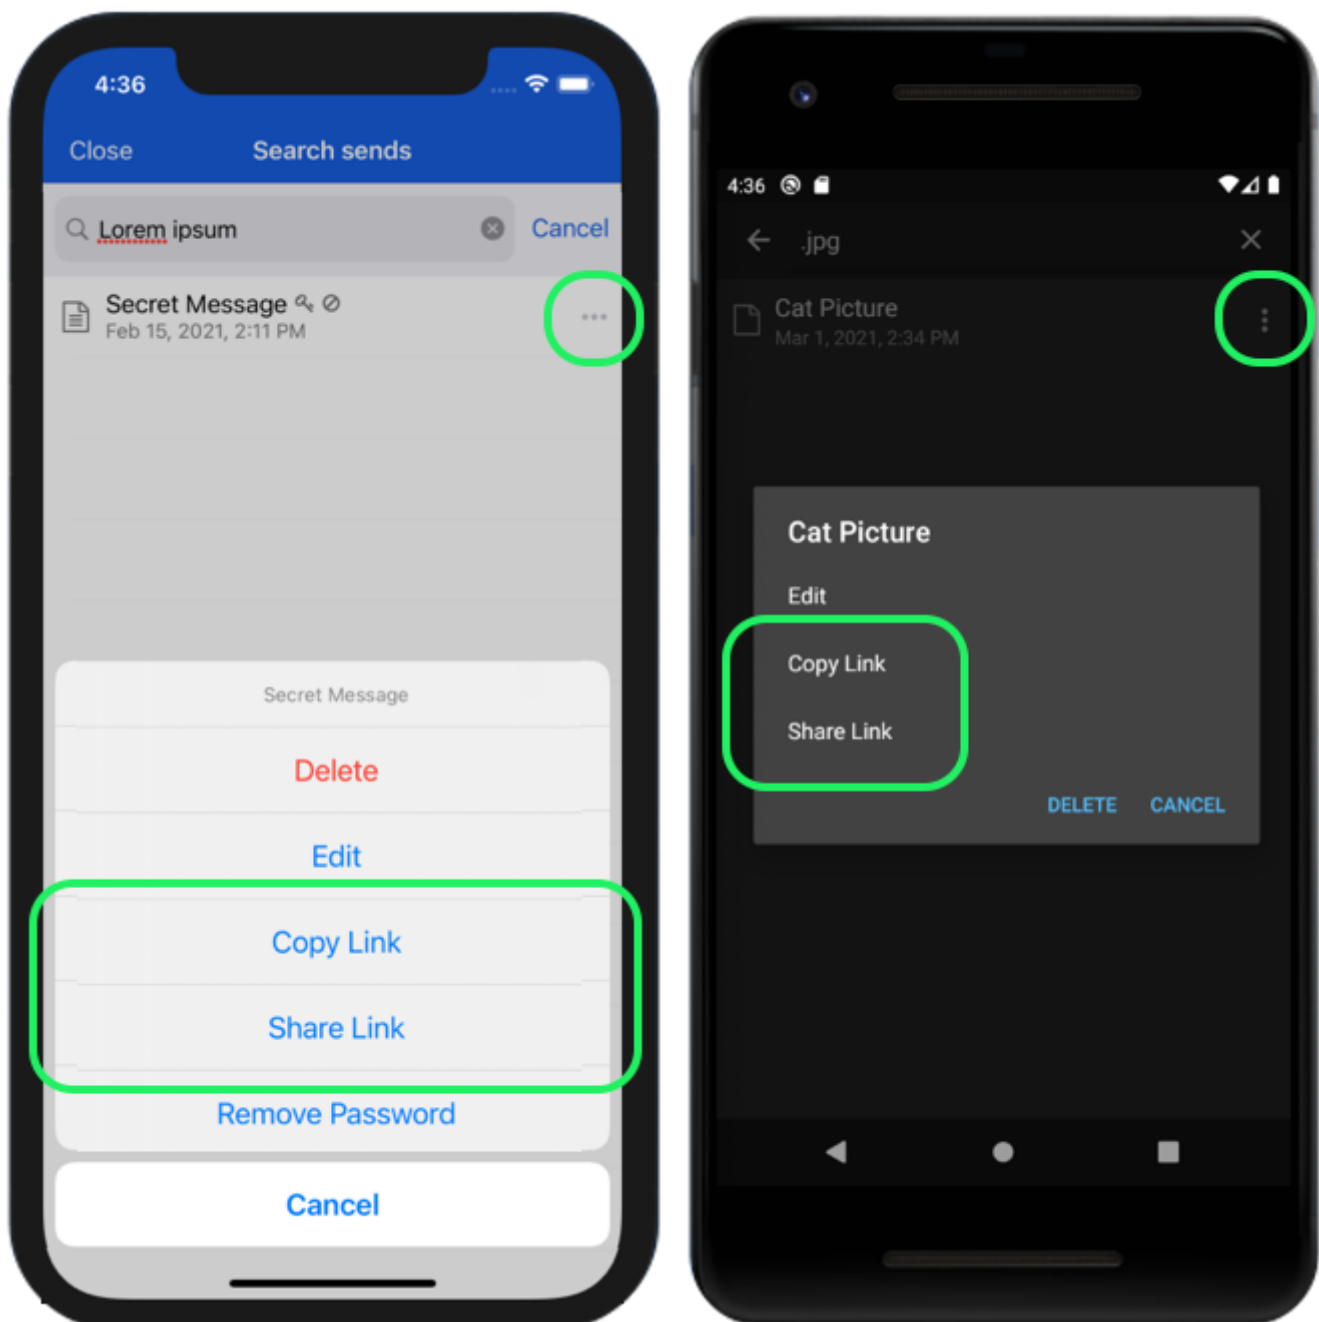 4:36
Close Search sends
Lorem ipsum Cancel
Secret Message
Feb 15, 2021, 2:11 PM
Secret Message
Delete
Edit
Copy Link
Share Link
Remove Password
Cancel
4:36
.jpg
Cat Picture
Mar 1, 2021, 2:34 PM
Cat Picture
Edit
Copy Link
Share Link
DELETE CANCEL